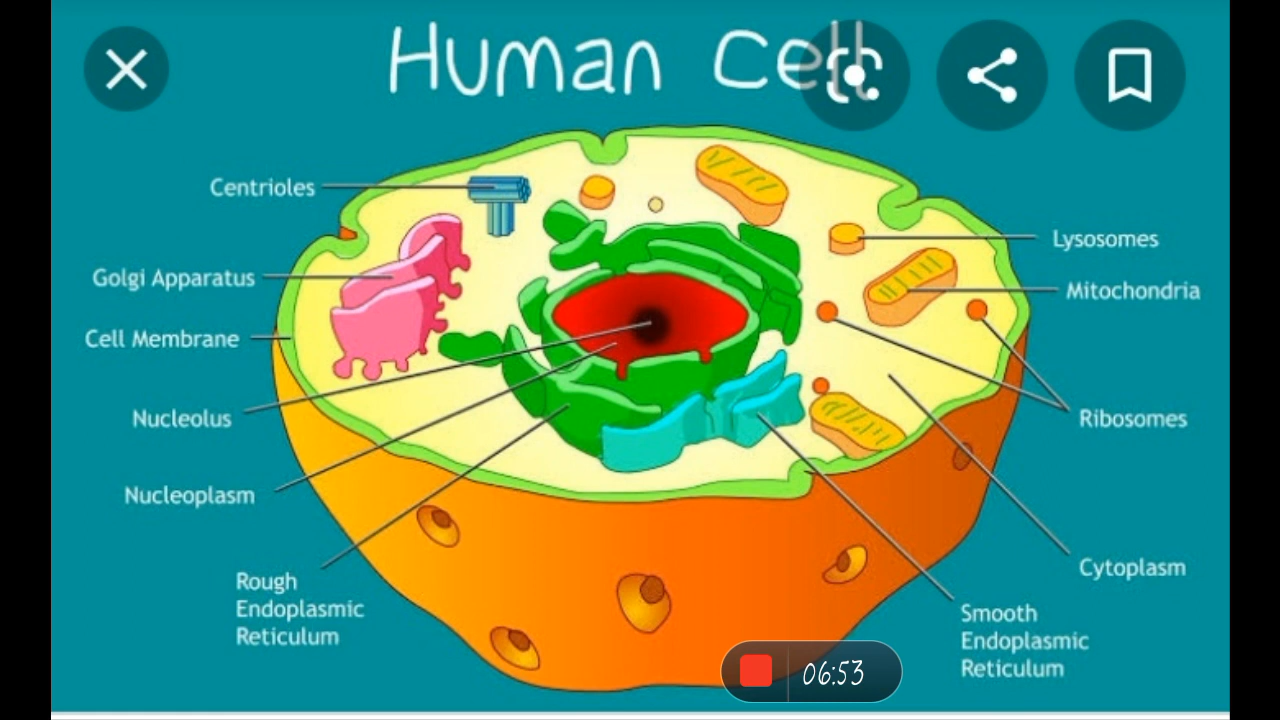 Human Cell
Centrioles
Golgi Apparatus
Cell Membrane
Nucleolus
Nucleoplasm
Rough
Endoplasmic
Reticulum
Lysosomes
Mitochondria
Ribosomes
Cytoplasm
Smooth
Endoplasmic
Reticulum
06:53